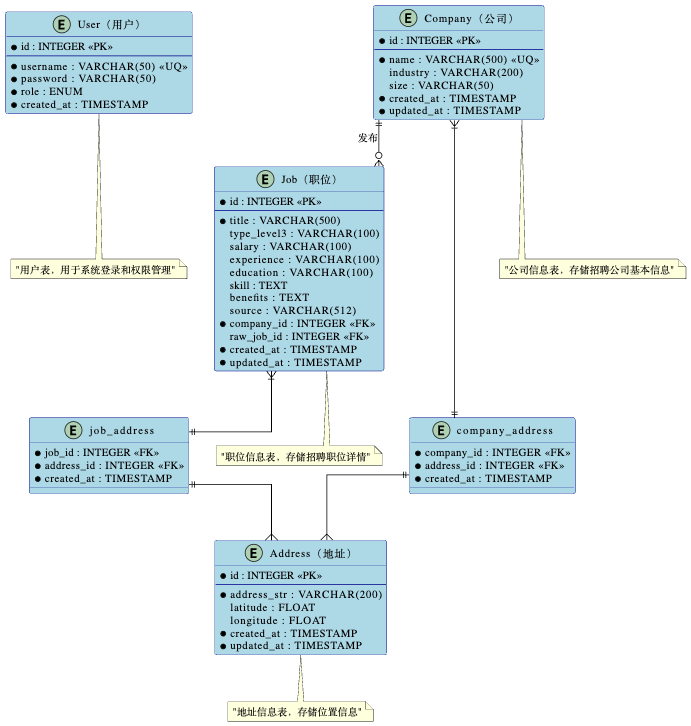 E User（用户）
id : INTEGER «PK»
username : VARCHAR(50) «UQ»
password : VARCHAR(50)
role : ENUM
created_at : TIMESTAMP
E Company（公司）
id : INTEGER «PK»
name : VARCHAR(500) «UQ»
industry : VARCHAR(200)
size : VARCHAR(50)
created_at : TIMESTAMP
updated_at : TIMESTAMP
发布
E Job（职位）
id : INTEGER «PK»
title : VARCHAR(500)
type_level3 : VARCHAR(100)
salary : VARCHAR(100)
experience : VARCHAR(100)
education : VARCHAR(100)
skill : TEXT
benefits : TEXT
source : VARCHAR(512)
company_id : INTEGER «FK»
raw_job_id : INTEGER «FK»
created_at : TIMESTAMP
updated_at : TIMESTAMP
"用户表，用于系统登录和权限管理"
"公司信息表，存储招聘公司基本信息"
E job_address
job_id : INTEGER «FK»
address_id : INTEGER «FK»
created_at : TIMESTAMP
"职位信息表，存储招聘职位详情"
E company_address
company_id : INTEGER «FK»
address_id : INTEGER «FK»
created_at : TIMESTAMP
E Address（地址）
id : INTEGER «PK»
address_str : VARCHAR(200)
latitude : FLOAT
longitude : FLOAT
created_at : TIMESTAMP
updated_at : TIMESTAMP
"地址信息表，存储位置信息"